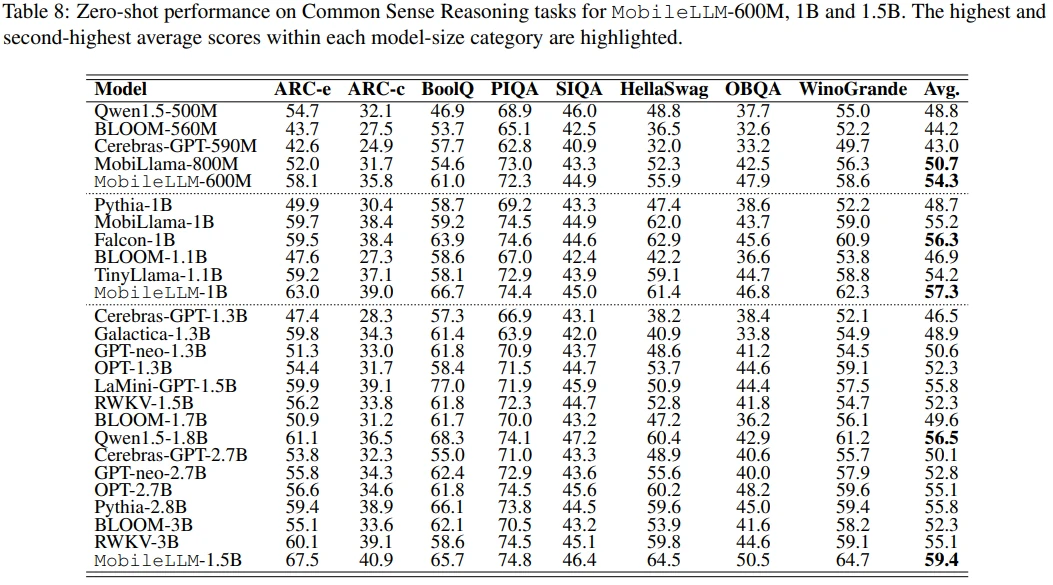 Table 8: Zero-shot performance on Common Sense Reasoning tasks for MobileLLM-600M, 1B and 1.5B. The highest and
second-highest average scores within each model-size category are highlighted.
Model ARC-e ARC-c BoolQ PIQA SIQA HellaSwag OBQA WinoGrande Avg.
Qwen1.5-500M 54.7 32.1 46.9 68.9 46.0 48.8 37.7 55.0 48.8
BLOOM-560M 43.7 27.5 53.7 65.1 42.5 36.5 32.6 52.2 44.2
Cerebras-GPT-590M 42.6 24.9 57.7 62.8 40.9 32.0 33.2 49.7 43.0
MobiLlama-800M 52.0 31.7 54.6 73.0 43.3 52.3 42.5 56.3 50.7
MobileLLM-600M 58.1 35.8 61.0 72.3 44.9 55.9 47.9 58.6 54.3
Pythia-1B 49.9 30.4 58.7 69.2 43.3 47.4 38.6 52.2 48.7
MobiLlama-1B 59.7 38.4 59.2 74.5 44.9 62.0 43.7 59.0 55.2
Falcon-1B 59.5 38.4 63.9 74.6 44.6 62.9 45.6 60.9 56.3
BLOOM-1.1B 47.6 27.3 58.6 67.0 42.4 42.2 36.6 53.8 46.9
TinyLlama-1.1B 59.2 37.1 58.1 72.9 43.9 59.1 44.7 58.8 54.2
MobileLLM-1B 63.0 39.0 66.7 74.4 45.0 61.4 46.8 62.3 57.3
Cerebras-GPT-1.3B 47.4 28.3 57.3 66.9 43.1 38.2 38.4 52.1 46.5
Galactica-1.3B 59.8 34.3 61.4 63.9 42.0 40.9 33.8 54.9 48.9
GPT-neo-1.3B 51.3 33.0 61.8 70.9 43.7 48.6 41.2 54.5 50.6
OPT-1.3B 54.4 31.7 58.4 71.5 44.7 53.7 44.6 59.1 52.3
LaMini-GPT-1.5B 59.9 39.1 77.0 71.9 45.9 50.9 44.4 57.5 55.8
RWKV-1.5B 56.2 33.8 61.8 72.3 44.7 52.8 41.8 54.7 52.3
BLOOM-1.7B 50.9 31.2 61.7 70.0 43.2 47.2 36.2 56.1 49.6
Qwen1.5-1.8B 61.1 36.5 68.3 74.1 47.2 60.4 42.9 61.2 56.5
Cerebras-GPT-2.7B 53.8 32.3 55.0 71.0 43.3 48.9 40.6 55.7 50.1
GPT-neo-2.7B 55.8 34.3 62.4 72.9 43.6 55.6 40.0 57.9 52.8
OPT-2.7B 56.6 34.6 61.8 74.5 45.6 60.2 48.2 59.6 55.1
Pythia-2.8B 59.4 38.9 66.1 73.8 44.5 59.6 45.0 59.4 55.8
BLOOM-3B 55.1 33.6 62.1 70.5 43.2 53.9 41.6 58.2 52.3
RWKV-3B 60.1 39.1 58.6 74.5 45.1 59.8 44.6 59.1 55.1
MobileLLM-1.5B 67.5 40.9 65.7 74.8 46.4 64.5 50.5 64.7 59.4